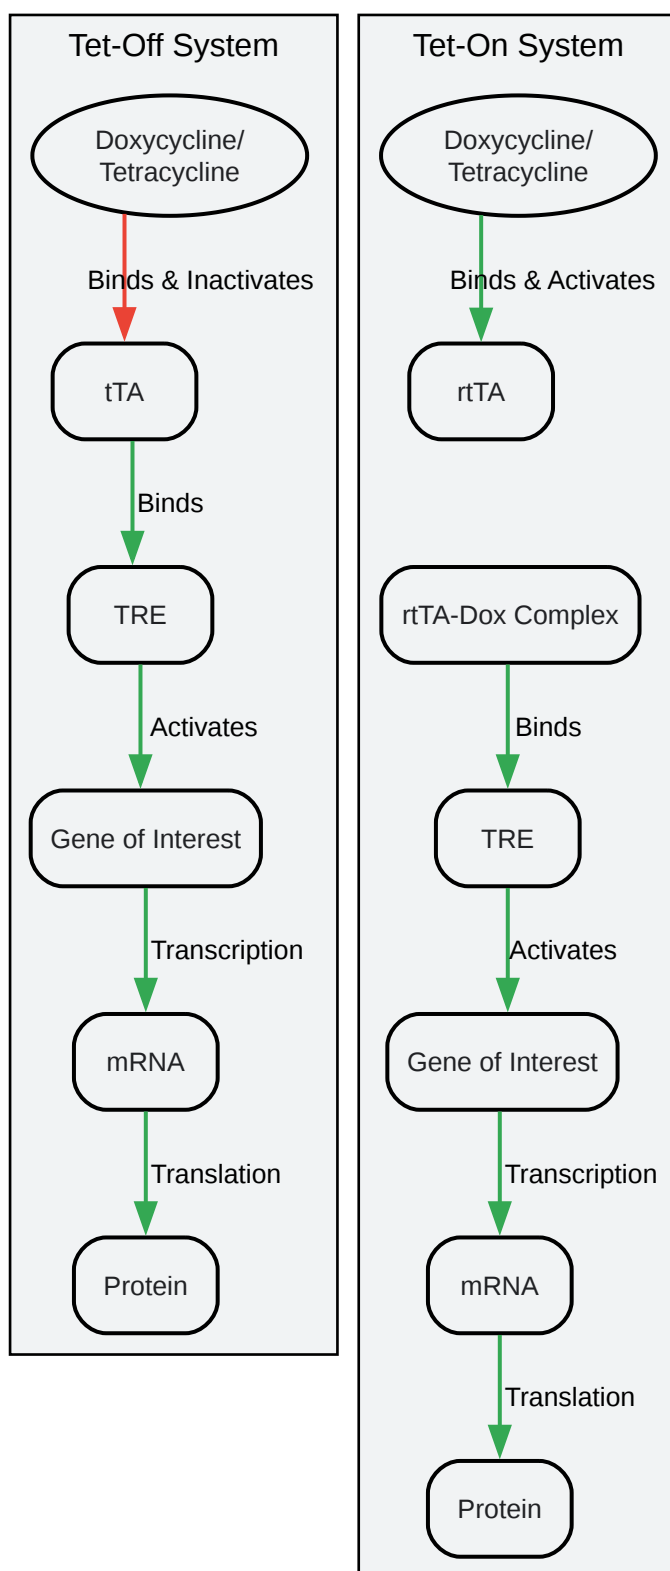 Tet-Off System
Doxycycline/
Tetracycline
Binds & Inactivates
tTA
Binds
TRE
Activates
Gene of Interest
Transcription
mRNA
Translation
Protein
Tet-On System
Doxycycline/
Tetracycline
Binds & Activates
rtTA
rtTA-Dox Complex
Binds
TRE
Activates
Gene of Interest
Transcription
mRNA
Translation
Protein